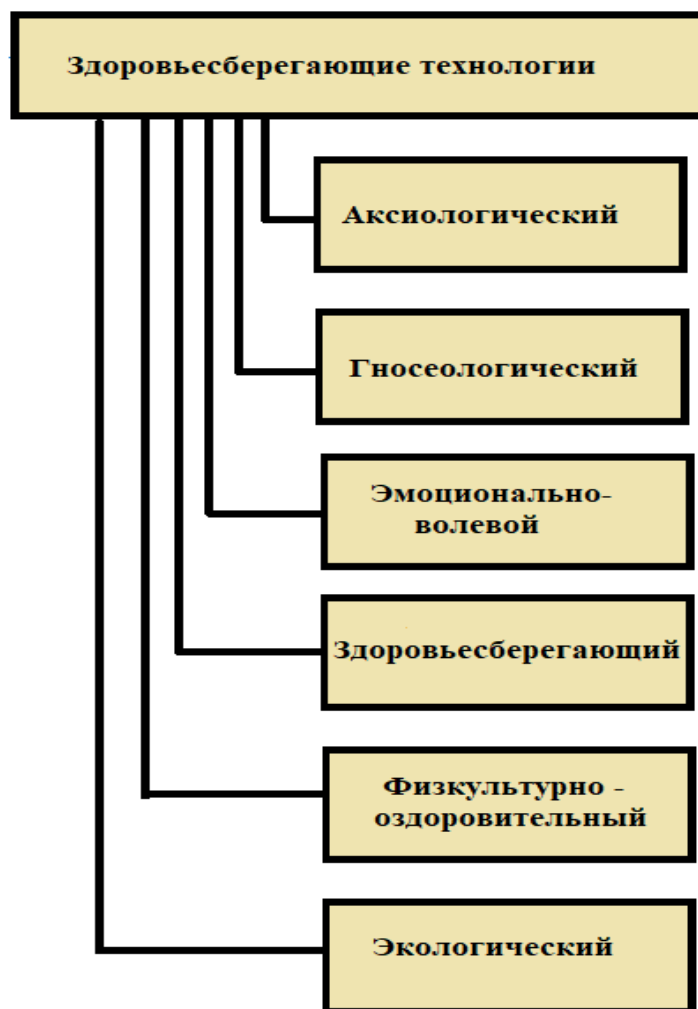 Здоровьесберегающие технологии
Аксиологический
Гносеологический
Эмоционально-
волевой
Здоровьесберегающий
Физкультурно -
оздоровительный
Экологический